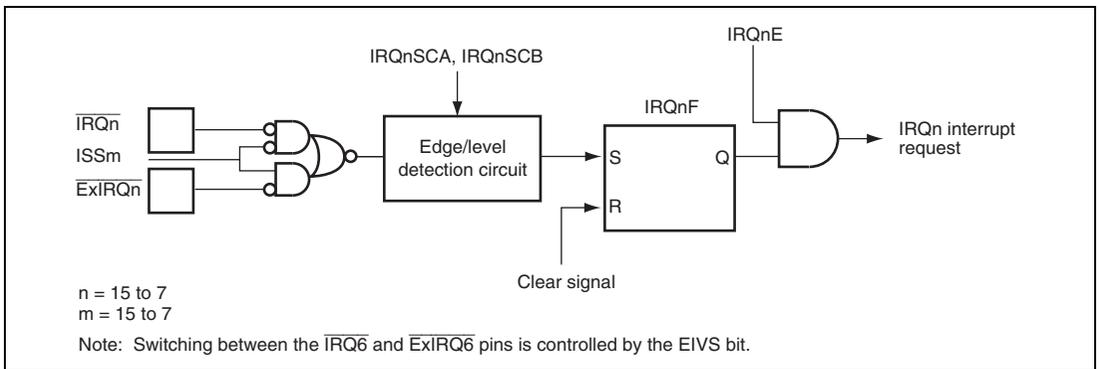 IRQnE
IRQnSCA, IRQnSCB
IRQnF
IRQn
ISSm
ExIRQn
Edge/level
detection circuit
S
Q
R
IRQn interrupt
request
Clear signal
n = 15 to 7
m = 15 to 7
Note: Switching between the IRQ6 and ExIRQ6 pins is controlled by the EIVS bit.